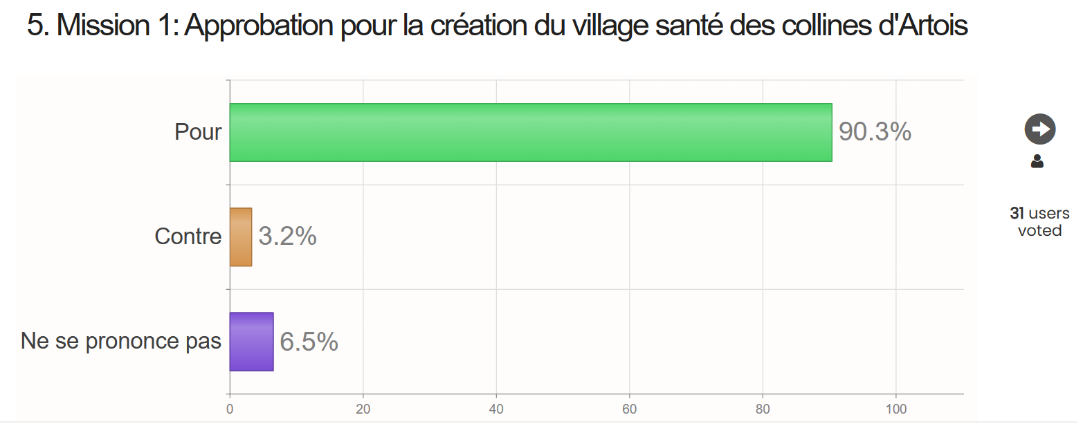 5. Mission 1: Approbation pour la création du village santé des collines d'Artois
Pour
90.3%
Contre
3.2%
Ne se prononce pas
6.5%
0
20
40
60
80
100
31 users
voted